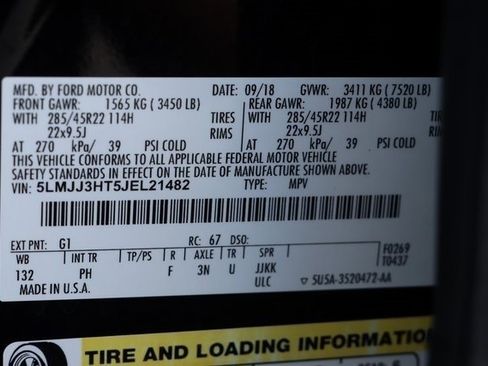 MFD. BY FORD MOTOR CO. DATE: 09/18 GVWR: 3411 KG ( 7520 LB)
FRONT GAWR: 1565 KG ( 3450 LB) REAR GAWR: 1987 KG ( 4380 LB)
WITH 285/45R22 114H TIRES WITH 285/45R22 114H TIRES
22x9.5J RIMS 22x9.5J RIMS
AT 270 kPa/ 39 PSI COLD AT 270 kPa/ 39 PSI COLD
THIS VEHICLE CONFORMS TO ALL APPLICABLE FEDERAL MOTOR VEHICLE
SAFETY STANDARDS IN EFFECT ON THE DATE OF MANUFACTURE SHOWN ABOVE.
VIN: 5LMJJ3HT5JEL21482 TYPE: MPV
EXT PNT: G1 RC: 67 DSO: F0269
WB INT TR TP/PS R AXLE TR SPR T0437
132 PH F 3N U JJKK
MADE IN U.S.A. ULC ▽ 5U5A-3520472-AA
TIRE AND LOADING INFORMATION